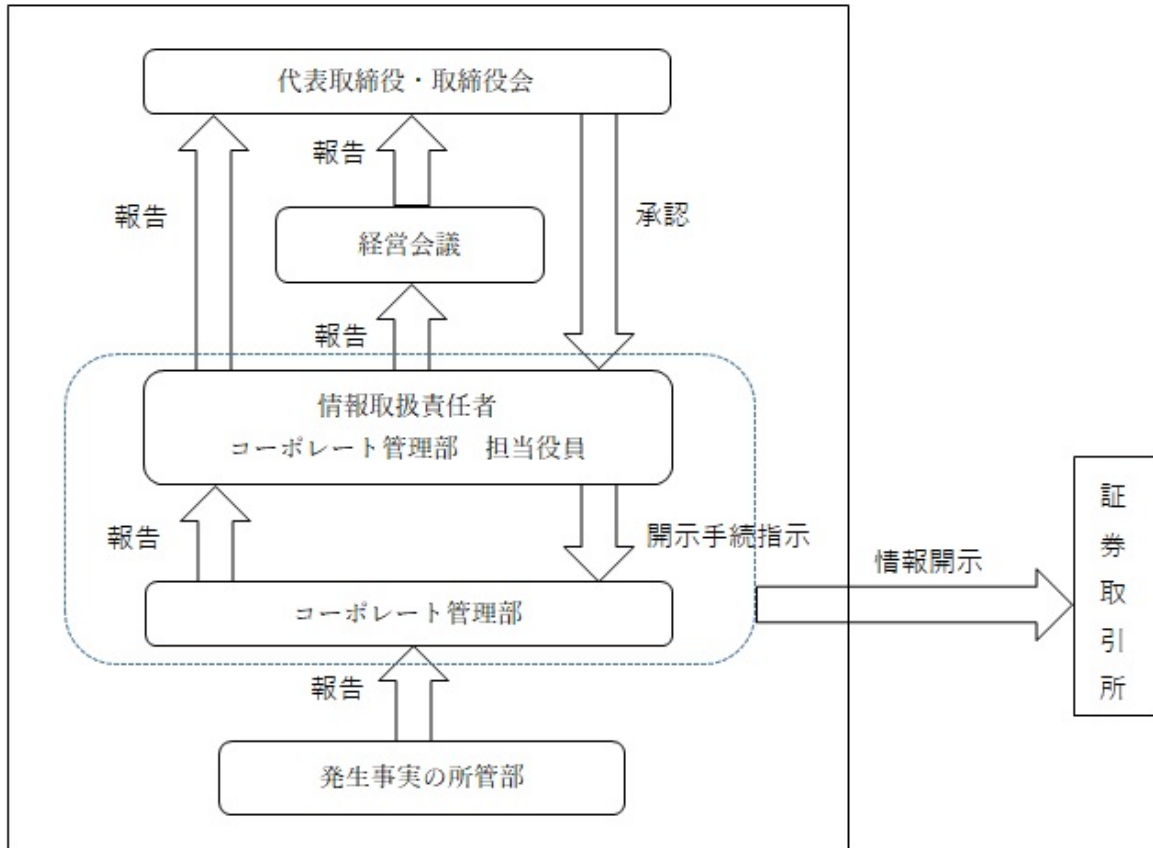 代表取締役・取締役会
報告
報告
承認
経営会議
報告
情報取扱責任者
コーポレート管理部　担当役員
報告
開示手続指示
情報開示
証券取引所
コーポレート管理部
報告
発生事実の所管部